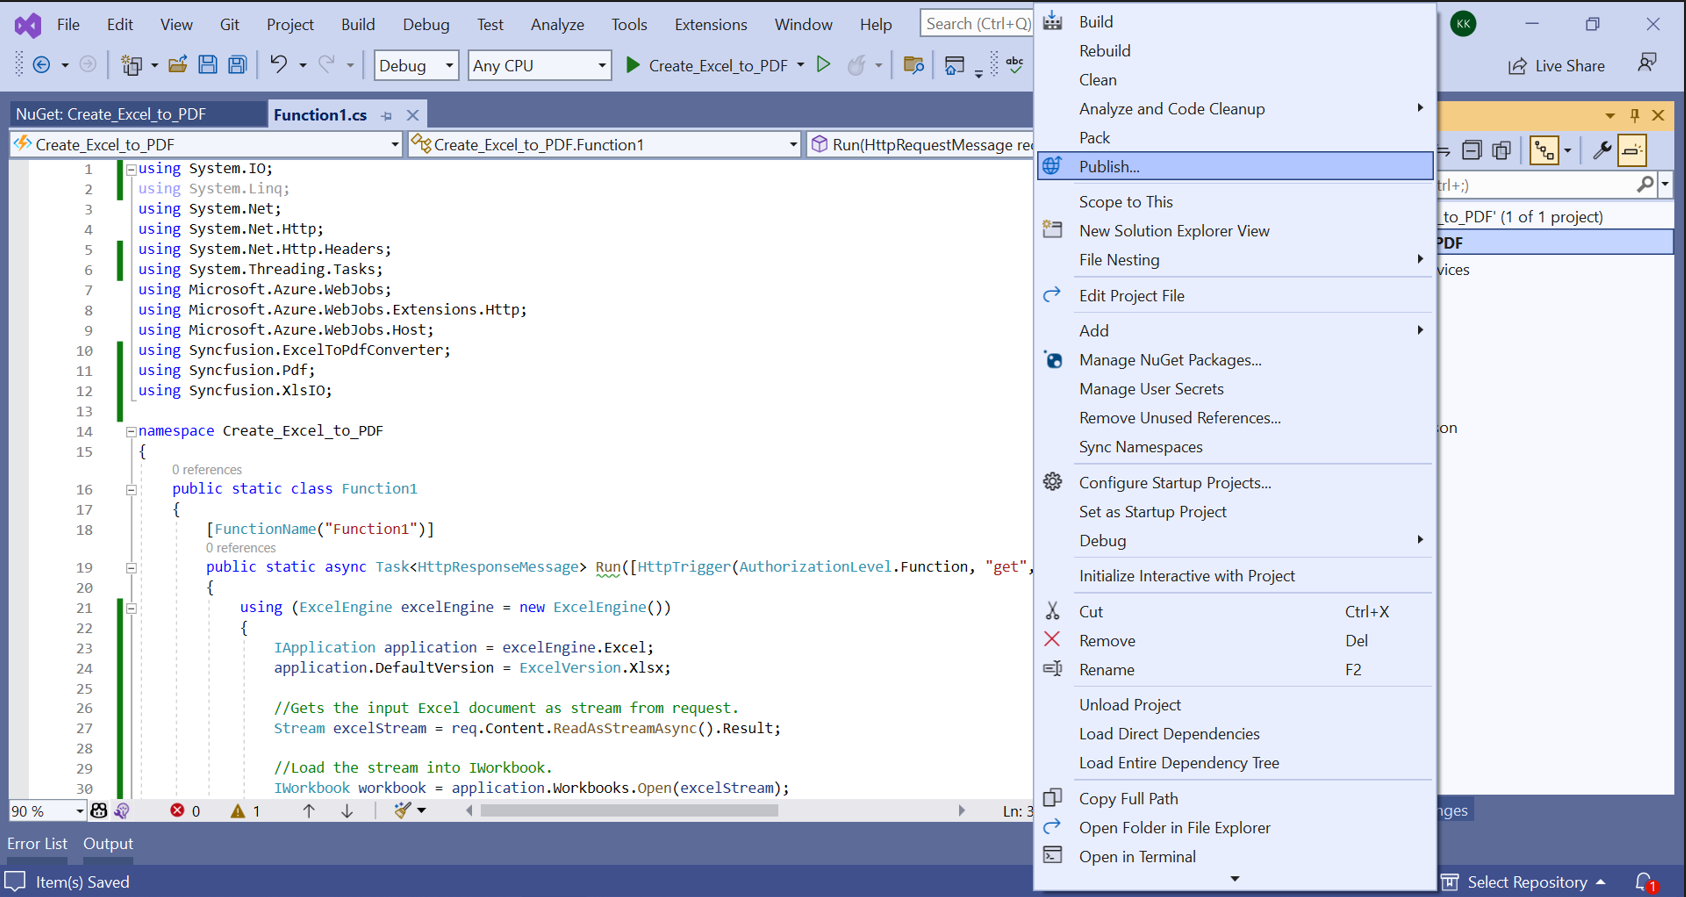 File Edit View Git Project Build Debug Test Analyze Tools Extensions Window Help Search (Ctrl+Q) KK
Debug Any CPU Create_Excel_to_PDF abc Live Share
NuGet: Create_Excel_to_PDF Function1.cs
Create_Excel_to_PDF Create_Excel_to_PDF.Function1 Run(HttpRequestMessage re
1 using System.IO;
2 using System.Linq;
3 using System.Net;
4 using System.Net.Http;
5 using System.Net.Http.Headers;
6 using System.Threading.Tasks;
7 using Microsoft.Azure.WebJobs;
8 using Microsoft.Azure.WebJobs.Extensions.Http;
9 using Microsoft.Azure.WebJobs.Host;
10 using Syncfusion.ExcelToPdfConverter;
11 using Syncfusion.Pdf;
12 using Syncfusion.XlsIO;
13
14 namespace Create_Excel_to_PDF
15 {
0 references
16 public static class Function1
17 {
18 [FunctionName("Function1")]
0 references
19 public static async Task<HttpResponseMessage> Run([HttpTrigger(AuthorizationLevel.Function, "get",
20 {
21 using (ExcelEngine excelEngine = new ExcelEngine())
22 {
23 IApplication application = excelEngine.Excel;
24 application.DefaultVersion = ExcelVersion.Xlsx;
25
26 //Gets the input Excel document as stream from request.
27 Stream excelStream = req.Content.ReadAsStreamAsync().Result;
28
29 //Load the stream into IWorkbook.
30 IWorkbook workbook = application.Workbooks.Open(excelStream);
90 % 0 1 Ln: 3
Error List Output
Item(s) Saved
Build
Rebuild
Clean
Analyze and Code Cleanup
Pack
Publish...
Scope to This
New Solution Explorer View
File Nesting
Edit Project File
Add
Manage NuGet Packages...
Manage User Secrets
Remove Unused References...
Sync Namespaces
Configure Startup Projects...
Set as Startup Project
Debug
Initialize Interactive with Project
Cut Ctrl+X
Remove Del
Rename F2
Unload Project
Load Direct Dependencies
Load Entire Dependency Tree
Copy Full Path
Open Folder in File Explorer
Open in Terminal
trl+;)
_to_PDF' (1 of 1 project)
PDF
vices
son
nges
Select Repository 1